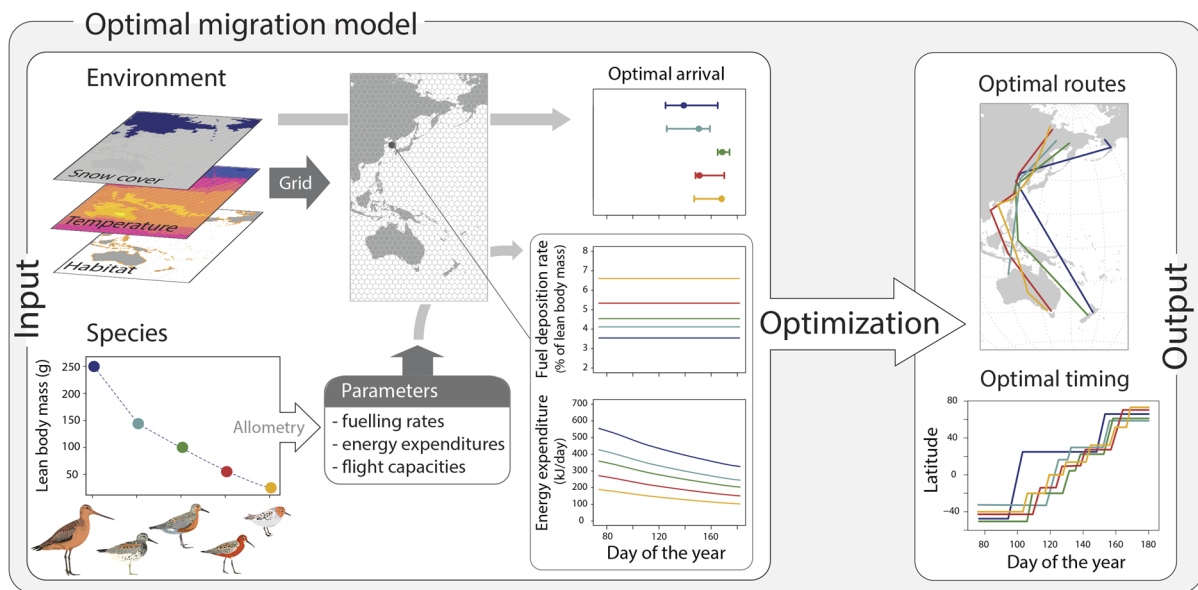 Optimal migration model
Input
Environment
Snow cover
Temperature
Habitat
Grid
Species
Lean body mass (g)
250
200
150
100
50
Allometry
Parameters
- fuelling rates
- energy expenditures
- flight capacities
Optimal arrival
Fuel deposition rate
(% of lean body mass)
8
7
6
5
4
3
2
Energy expenditure
(kJ/day)
700
600
500
400
300
200
100
0
80 100 120 140 160 180
Day of the year
Optimization
Output
Optimal routes
Optimal timing
Latitude
80
40
0
−40
80 100 120 140 160 180
Day of the year